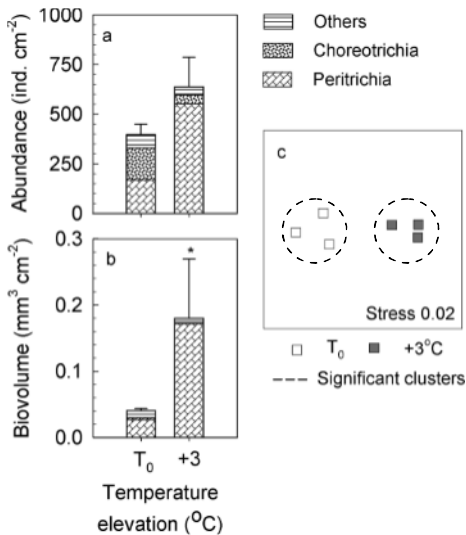 Others
Choreotrichia
Peritrichia
a
1000
750
500
250
0
Abundance (ind. cm⁻²)
b
*
0.3
0.2
0.1
0.0
Biovolume (mm³ cm⁻²)
T₀ +3
Temperature
elevation (⁰C)
c
Stress 0.02
T₀ +3°C
Significant clusters